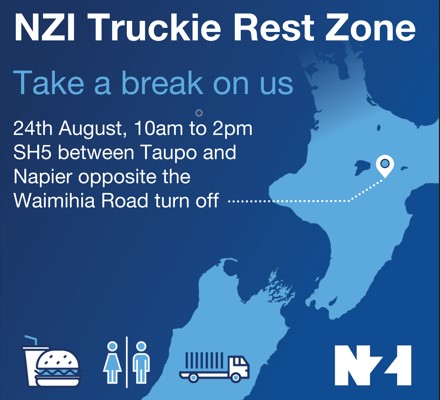 NZI Truckie Rest Zone
Take a break on us
24th August, 10am to 2pm
SH5 between Taupo and
Napier opposite the
Waimihia Road turn off
NZI